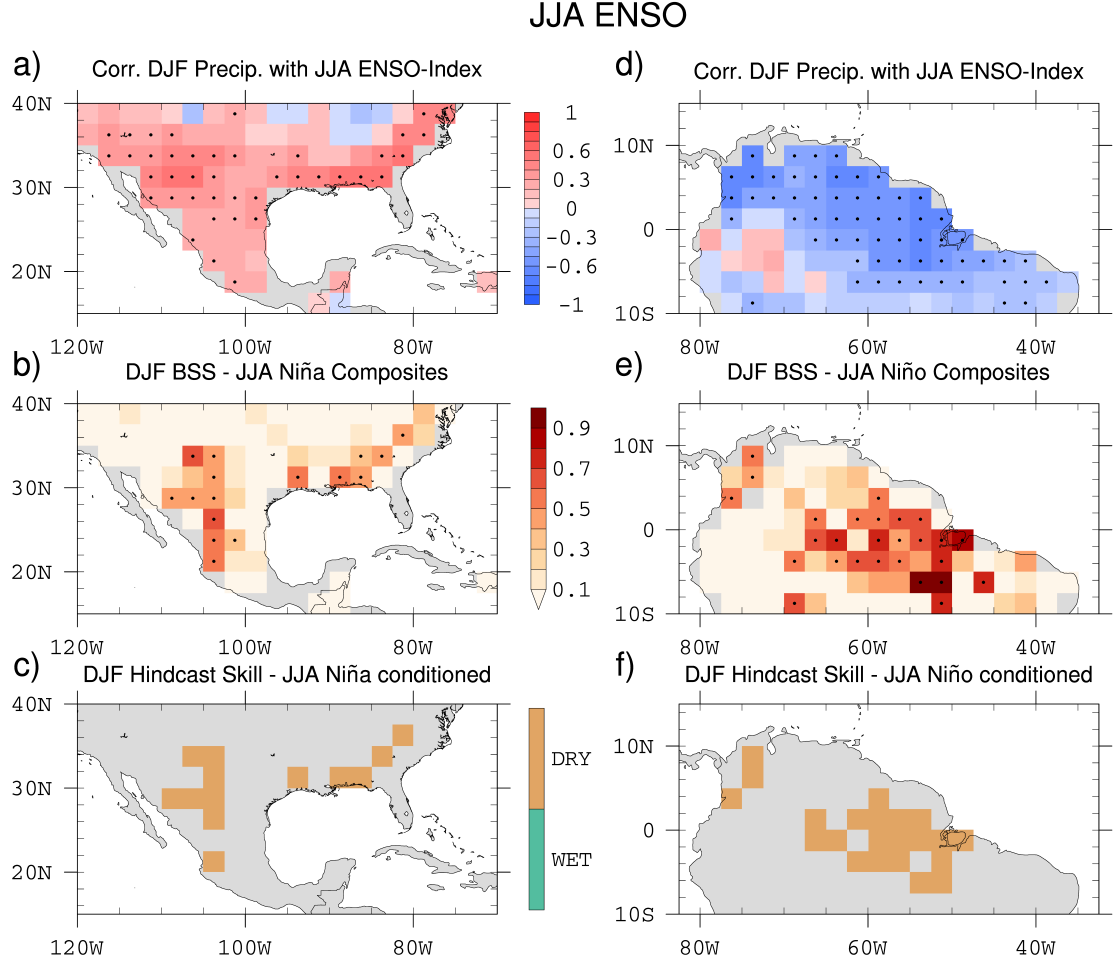 JJA ENSO
a)
Corr. DJF Precip. with JJA ENSO-Index
40N
30N
20N
120W 100W 80W
1
0.6
0.3
0
-0.3
-0.6
-1
d)
Corr. DJF Precip. with JJA ENSO-Index
10N
0
10S
80W 60W 40W
b)
DJF BSS - JJA Niña Composites
40N
30N
20N
120W 100W 80W
0.9
0.7
0.5
0.3
0.1
e)
DJF BSS - JJA Niño Composites
10N
0
10S
80W 60W 40W
c)
DJF Hindcast Skill - JJA Niña conditioned
40N
30N
20N
120W 100W 80W
DRY
WET
f)
DJF Hindcast Skill - JJA Niño conditioned
10N
0
10S
80W 60W 40W